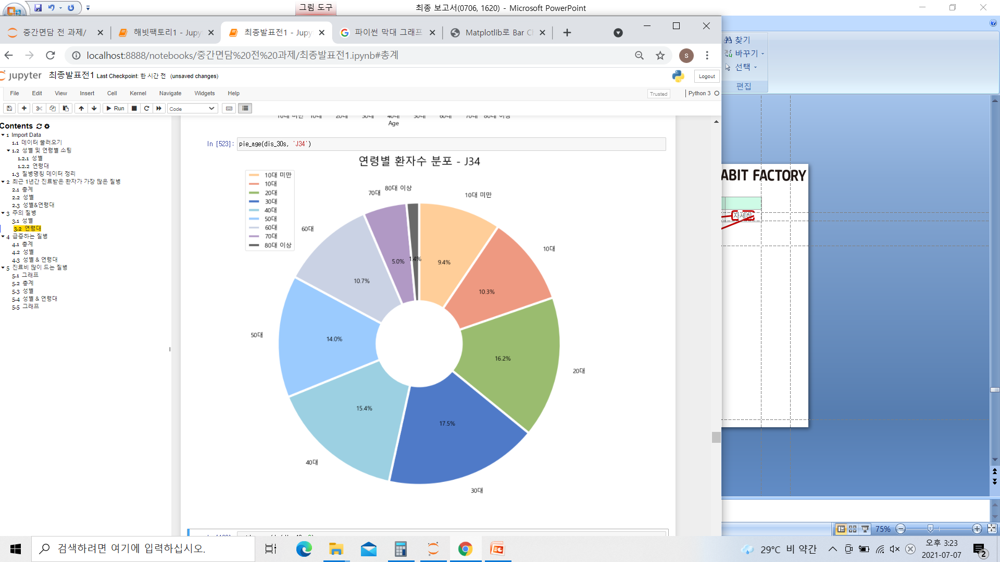 그림 도구
최종 보고서(0706, 1620) - Microsoft PowerPoint
중간면담 전 과제/
해빗팩토리1 - Jupy
최종발표전1 - Jupy
파이썬 막대 그래프
Matplotlib로 Bar C
찾기
바꾸기
선택
편집
localhost:8888/notebooks/중간면담%20전%20과제/최종발표전1.ipynb#총계
S
jupyter 최종발표전1 Last Checkpoint: 한 시간 전 (unsaved changes)
Logout
File Edit View Insert Cell Kernel Navigate Widgets Help
Trusted
Python 3
Run
Code
Contents
1 Import Data
1.1 데이터 불러오기
1.2 성별 및 연령별 소팅
1.2.1 성별
1.2.2 연령대
1.3 질병명칭 데이터 정리
2 최근 1년간 진료받은 환자가 가장 많은 질병
2.1 총계
2.2 성별
2.3 성별&연령대
3 주의 질병
3.1 성별
3.2 연령대
4 급증하는 질병
4.1 총계
4.2 성별
4.3 성별 & 연령대
5 진료비 많이 드는 질병
5.1 그래프
5.2 총계
5.3 성별
5.4 성별 & 연령대
5.5 그래프
10대 미만 10대 20대 30대 40대 50대 60대 70대 80대 이상
Age
In [523]: pie_age(dis_30s, 'J34')
연령별 환자수 분포 - J34
10대 미만
10대
20대
30대
40대
50대
60대
70대
80대 이상
70대
80대 이상
10대 미만
60대
10대
50대
20대
40대
30대
5.0%
1.4%
9.4%
10.7%
10.3%
14.0%
16.2%
15.4%
17.5%
ABIT FACTORY
자세히
75%
검색하려면 여기에 입력하십시오.
29°C 비 약간
오후 3:23
2021-07-07
2